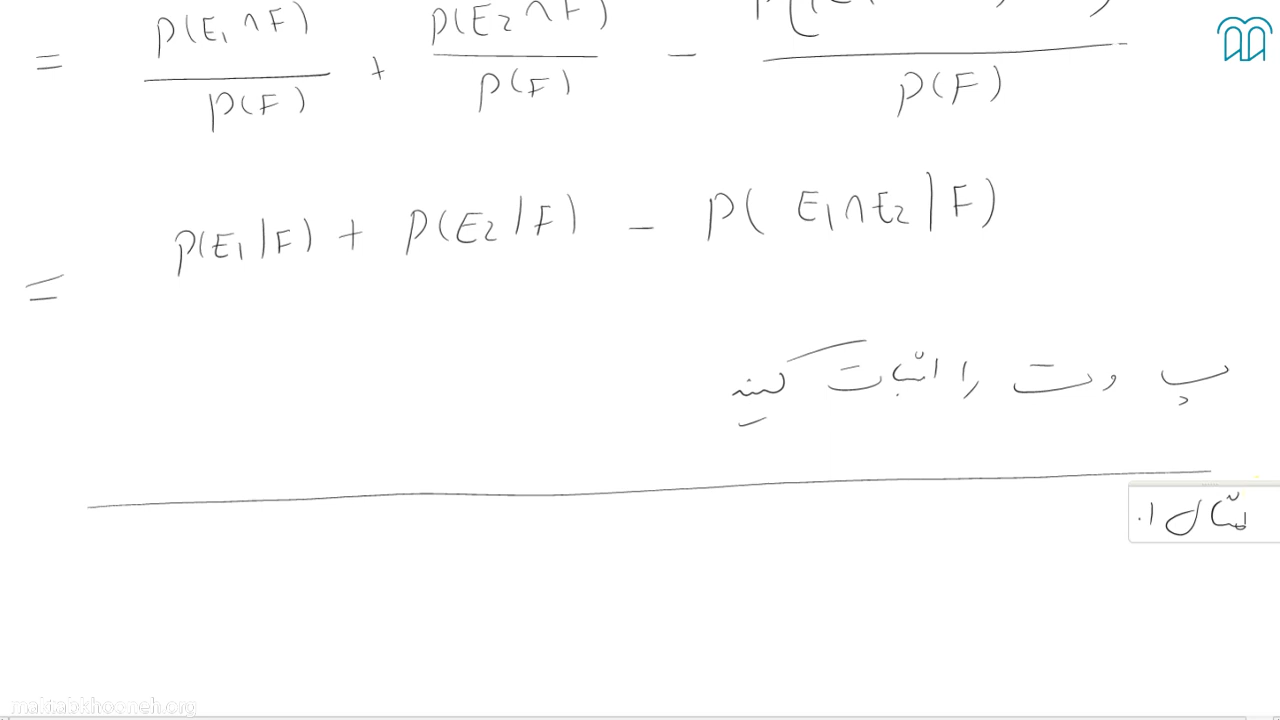 = P(E₁∩F)/P(F) + P(E₂∩F)/P(F) - /P(F)
= P(E₁|F) + P(E₂|F) - P(E₁∩E₂|F)
پ و ت را اثبات کنید
مثال ۱.
maktabkhooneh.org